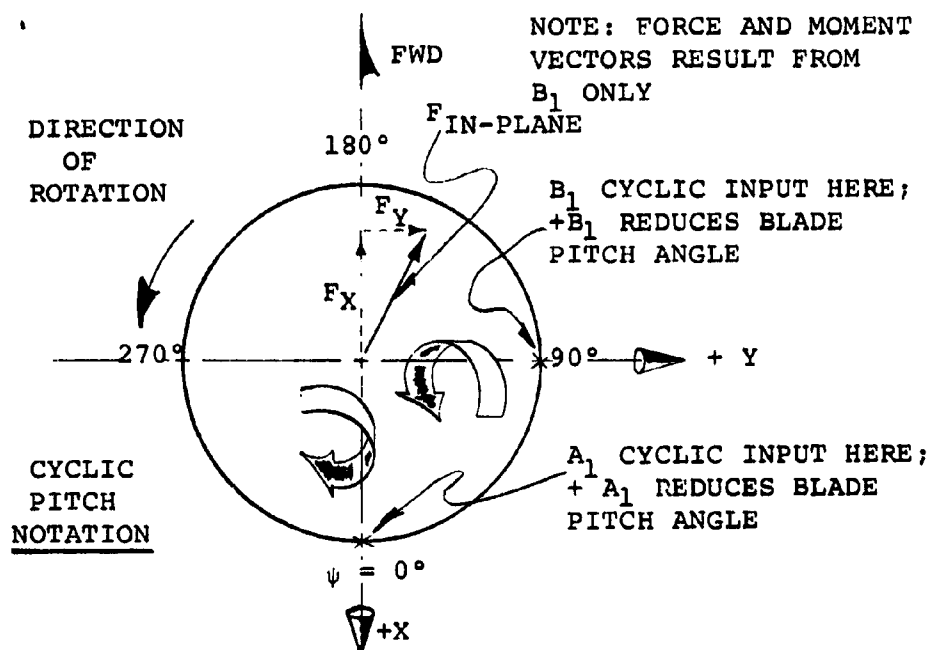 NOTE: FORCE AND MOMENT
VECTORS RESULT FROM
B1 ONLY
FWD
F IN-PLANE
DIRECTION
OF
ROTATION
180°
B1 CYCLIC INPUT HERE;
+B1 REDUCES BLADE
PITCH ANGLE
FY
FX
270°
90°
+ Y
CYCLIC
PITCH
NOTATION
A1 CYCLIC INPUT HERE;
+ A1 REDUCES BLADE
PITCH ANGLE
ψ = 0°
+X